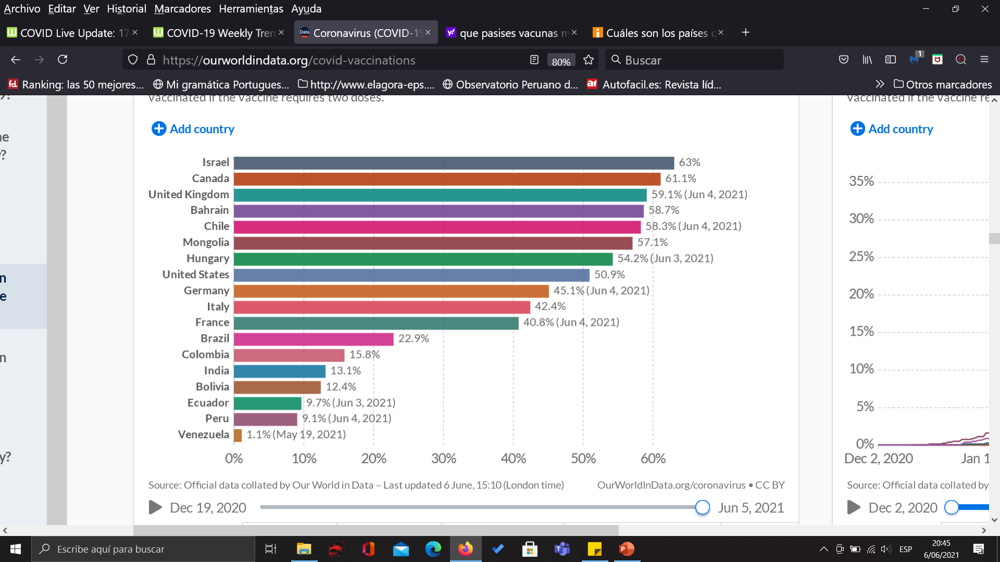 Archivo Editar Ver Historial Marcadores Herramientas Ayuda
COVID Live Update: 17
COVID-19 Weekly Tren
Data Coronavirus (COVID-19
y! que pasises vacunas m
Cuáles son los países q
https://ourworldindata.org/covid-vaccinations
80%
Buscar
1
fd. Ranking: las 50 mejores...
Mi gramática Portugues...
http://www.elagora-eps....
Observatorio Peruano d...
af Autofacil.es: Revista líd...
Otros marcadores
vaccinated if the vaccine requires two doses.
Add country
Israel 63%
Canada 61.1%
United Kingdom 59.1% (Jun 4, 2021)
Bahrain 58.7%
Chile 58.3% (Jun 4, 2021)
Mongolia 57.1%
Hungary 54.2% (Jun 3, 2021)
United States 50.9%
Germany 45.1% (Jun 4, 2021)
Italy 42.4%
France 40.8% (Jun 4, 2021)
Brazil 22.9%
Colombia 15.8%
India 13.1%
Bolivia 12.4%
Ecuador 9.7% (Jun 3, 2021)
Peru 9.1% (Jun 4, 2021)
Venezuela 1.1% (May 19, 2021)
0% 10% 20% 30% 40% 50% 60%
Source: Official data collated by Our World in Data – Last updated 6 June, 15:10 (London time)
OurWorldInData.org/coronavirus • CC BY
Dec 19, 2020
Jun 5, 2021
vaccinated if the vaccine re
Add country
35%
30%
25%
20%
15%
10%
5%
0%
Dec 2, 2020 Jan 1
Source: Official data collated by
Dec 2, 2020
Escribe aquí para buscar
ESP
20:45
6/06/2021